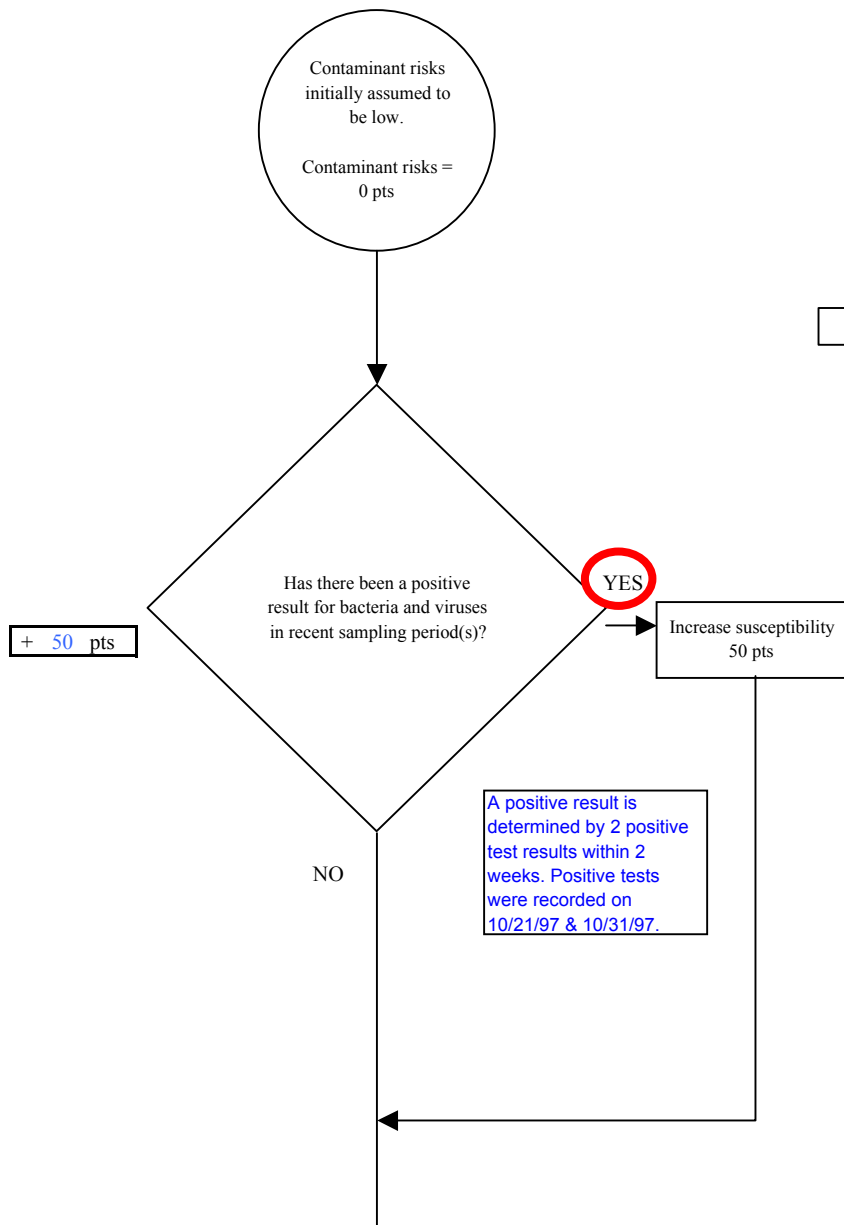 Contaminant risks
initially assumed to
be low.
Contaminant risks =
0 pts
Has there been a positive
result for bacteria and viruses
in recent sampling period(s)?
YES
+ 50 pts
Increase susceptibility
50 pts
A positive result is
determined by 2 positive
test results within 2
weeks. Positive tests
were recorded on
10/21/97 & 10/31/97.
NO